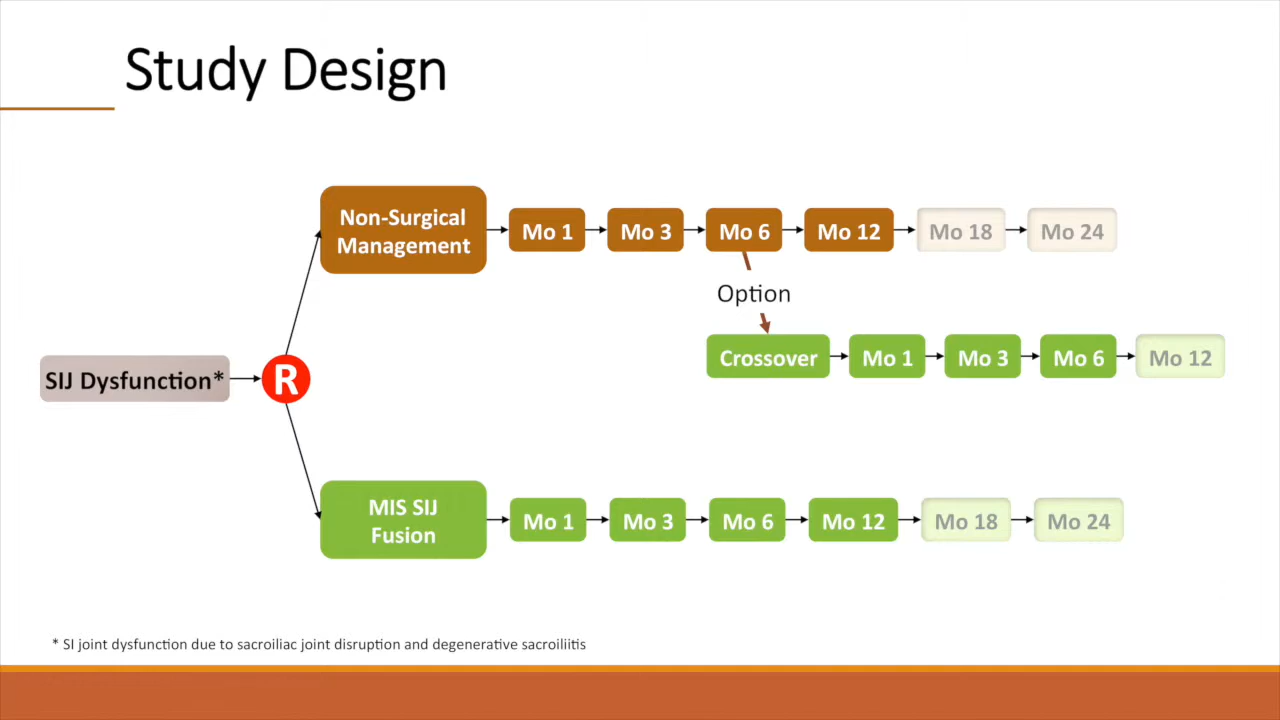 Study Design
Non-Surgical
Management
Mo 1
Mo 3
Mo 6
Mo 12
Mo 18
Mo 24
Option
Crossover
Mo 1
Mo 3
Mo 6
Mo 12
SIJ Dysfunction*
R
MIS SIJ
Fusion
Mo 1
Mo 3
Mo 6
Mo 12
Mo 18
Mo 24
* SI joint dysfunction due to sacroiliac joint disruption and degenerative sacroiliitis